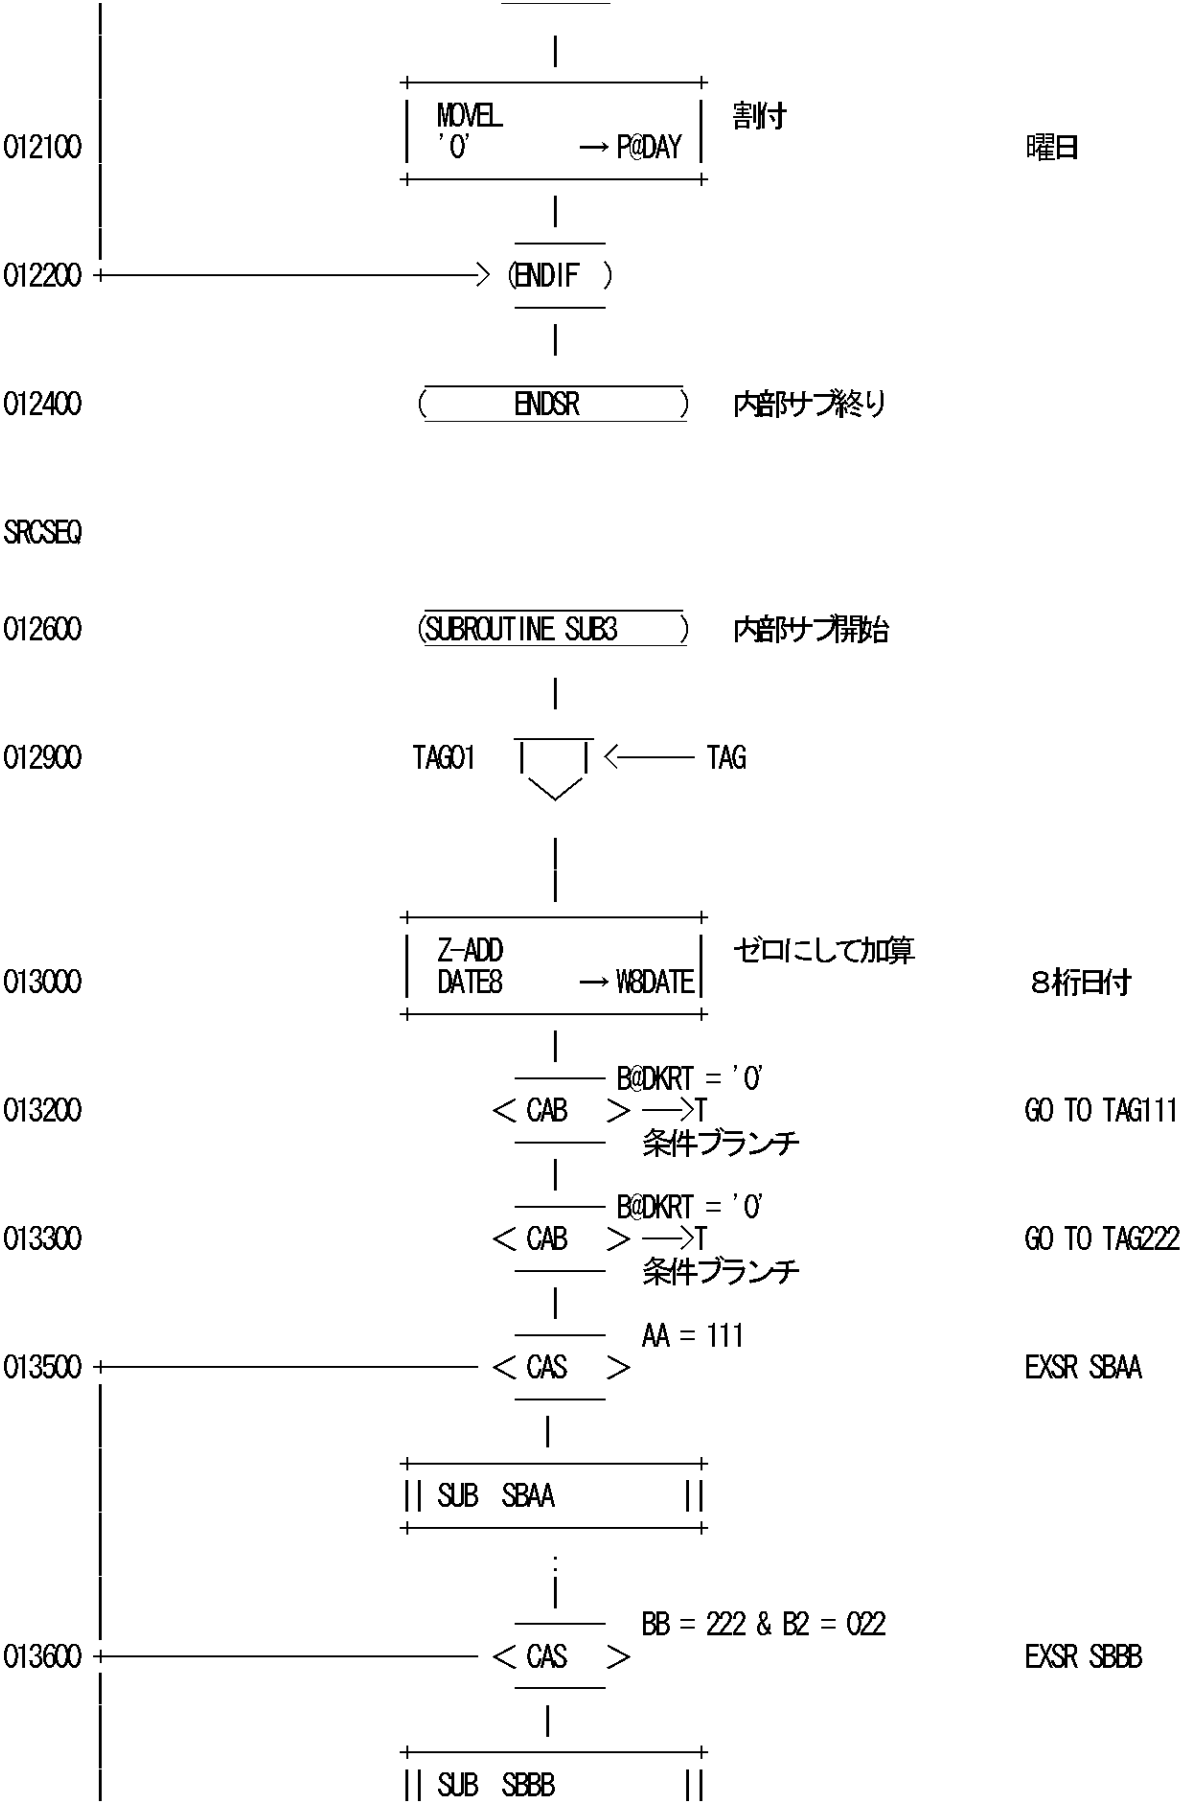 MOVEL 割付
012100 '0' → P@DAY 曜日
012200 (ENDIF )
012400 ( ENDSR ) 内部サブ終り
SRCSEQ
012600 (SUBROUTINE SUB3 ) 内部サブ開始
012900 TAG01 TAG
Z-ADD ゼロにして加算
013000 DATE8 → W8DATE 8桁日付
B@DKRT = '0'
013200 < CAB > →T GO TO TAG111
条件ブランチ
B@DKRT = '0'
013300 < CAB > →T GO TO TAG222
条件ブランチ
AA = 111
013500 < CAS > EXSR SBAA
SUB SBAA
BB = 222 & B2 = 022
013600 < CAS > EXSR SBBB
SUB SBBB